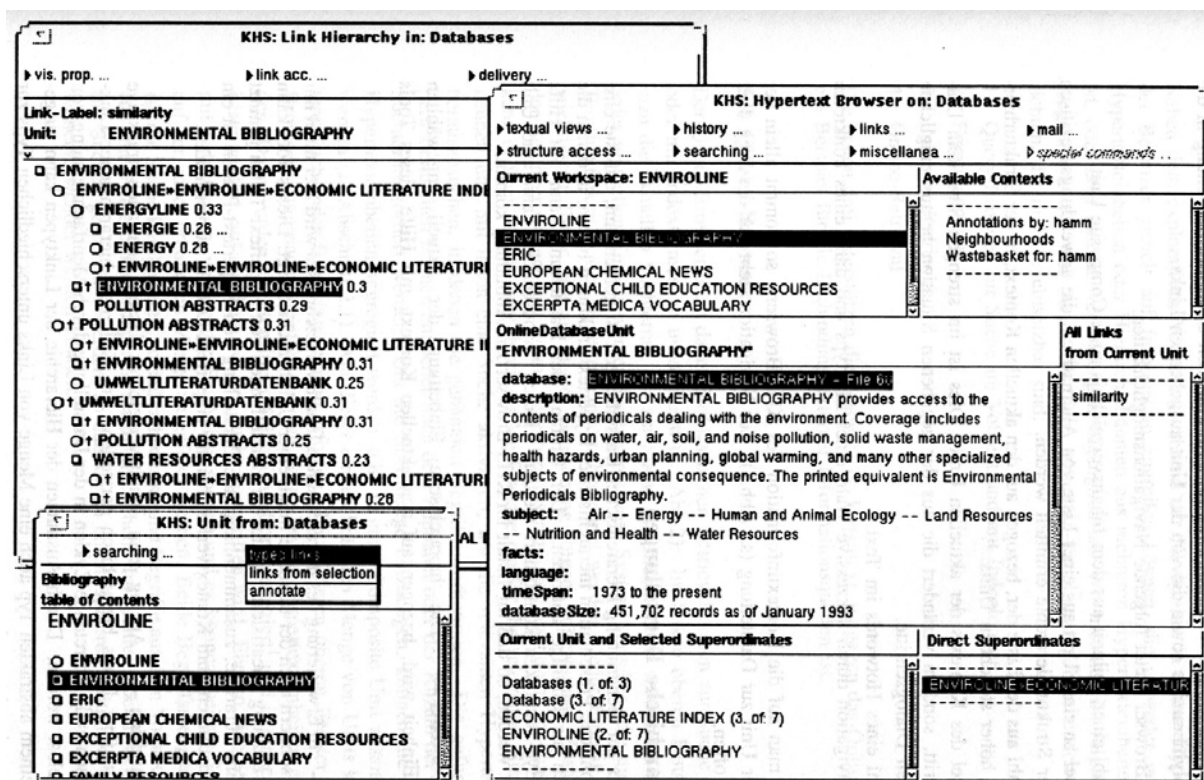 KHS: Link Hierarchy in: Databases
vis. prop. ...
link acc. ...
delivery ...
Link-Label: similarity
Unit: ENVIRONMENTAL BIBLIOGRAPHY
ENVIRONMENTAL BIBLIOGRAPHY
ENVIROLINE»ENVIROLINE»ECONOMIC LITERATURE INDE
ENERGYLINE 0.33
ENERGIE 0.26 ...
ENERGY 0.26 ...
† ENVIROLINE»ENVIROLINE»ECONOMIC LITERATURI
† ENVIRONMENTAL BIBLIOGRAPHY 0.3
POLLUTION ABSTRACTS 0.29
† POLLUTION ABSTRACTS 0.31
† ENVIROLINE»ENVIROLINE»ECONOMIC LITERATURE II
† ENVIRONMENTAL BIBLIOGRAPHY 0.31
UMWELTLITERATURDATENBANK 0.25
† UMWELTLITERATURDATENBANK 0.31
† ENVIRONMENTAL BIBLIOGRAPHY 0.31
† POLLUTION ABSTRACTS 0.25
WATER RESOURCES ABSTRACTS 0.23
† ENVIROLINE»ENVIROLINE»ECONOMIC LITERATURI
† ENVIRONMENTAL BIBLIOGRAPHY 0.26
KHS: Unit from: Databases
searching ...
typed links
links from selection
annotate
Bibliography
table of contents
ENVIROLINE
ENVIROLINE
ENVIRONMENTAL BIBLIOGRAPHY
ERIC
EUROPEAN CHEMICAL NEWS
EXCEPTIONAL CHILD EDUCATION RESOURCES
EXCERPTA MEDICA VOCABULARY
FAMILY RESOURCES
KHS: Hypertext Browser on: Databases
textual views ...
history ...
links ...
mail ...
structure access ...
searching ...
miscellanea ...
special commands ..
Current Workspace: ENVIROLINE
Available Contexts
ENVIROLINE
ENVIRONMENTAL BIBLIOGRAPHY
ERIC
EUROPEAN CHEMICAL NEWS
EXCEPTIONAL CHILD EDUCATION RESOURCES
EXCERPTA MEDICA VOCABULARY
Annotations by: hamm
Neighbourhoods
Wastebasket for: hamm
OnlineDatabaseUnit
"ENVIRONMENTAL BIBLIOGRAPHY"
All Links
from Current Unit
similarity
database: ENVIRONMENTAL BIBLIOGRAPHY – File 68
description: ENVIRONMENTAL BIBLIOGRAPHY provides access to the
contents of periodicals dealing with the environment. Coverage includes
periodicals on water, air, soil, and noise pollution, solid waste management,
health hazards, urban planning, global warming, and many other specialized
subjects of environmental consequence. The printed equivalent is Environmental
Periodicals Bibliography.
subject: Air -- Energy -- Human and Animal Ecology -- Land Resources
-- Nutrition and Health -- Water Resources
facts:
language:
timeSpan: 1973 to the present
databaseSize: 451,702 records as of January 1993
Current Unit and Selected Superordinates
Direct Superordinates
Databases (1. of: 3)
Database (3. of: 7)
ECONOMIC LITERATURE INDEX (3. of: 7)
ENVIROLINE (2. of: 7)
ENVIRONMENTAL BIBLIOGRAPHY
ENVIROLINE»ECONOMIC LITERATUR